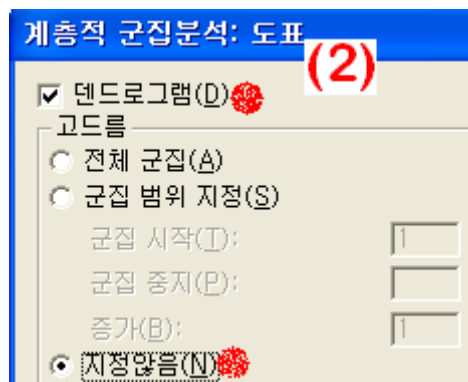 계층적 군집분석: 도표
(2)
덴드로그램(D)
고드름
전체 군집(A)
군집 범위 지정(S)
군집 시작(T): 1
군집 중지(P):
증가(B): 1
지정않음(N)